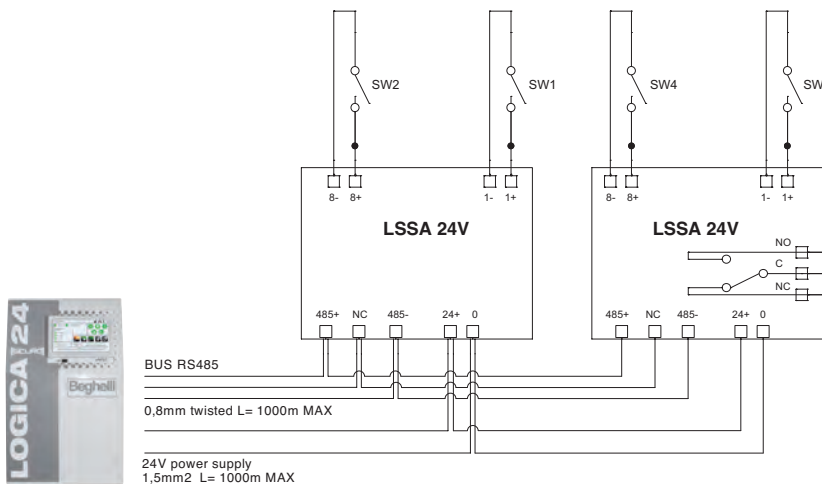 SW2
SW1
SW4
SW
8- 8+
1- 1+
8- 8+
1- 1+
LSSA 24V
LSSA 24V
NO
C
NC
485+ NC 485- 24+ 0
485+ NC 485- 24+ 0
LOGICA 24
Beghelli
BUS RS485
0,8mm twisted L= 1000m MAX
24V power supply
1,5mm2 L= 1000m MAX